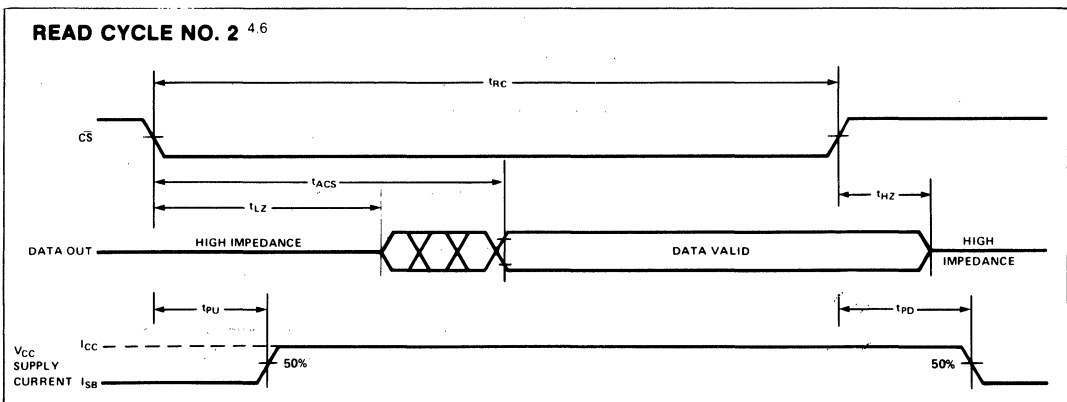 READ CYCLE NO. 2 4.6
tRC
CS
tACS
tLZ
tHZ
DATA OUT
HIGH IMPEDANCE
DATA VALID
HIGH
IMPEDANCE
tPU
tPD
VCC
SUPPLY
CURRENT
ICC
ISB
50%
50%